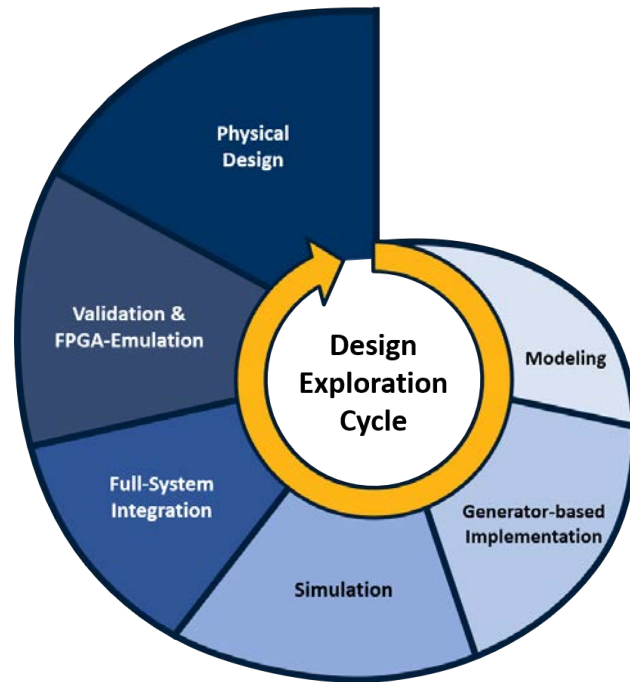 Physical
Design
Validation &
FPGA-Emulation
Design
Exploration
Cycle
Modeling
Full-System
Integration
Generator-based
Implementation
Simulation